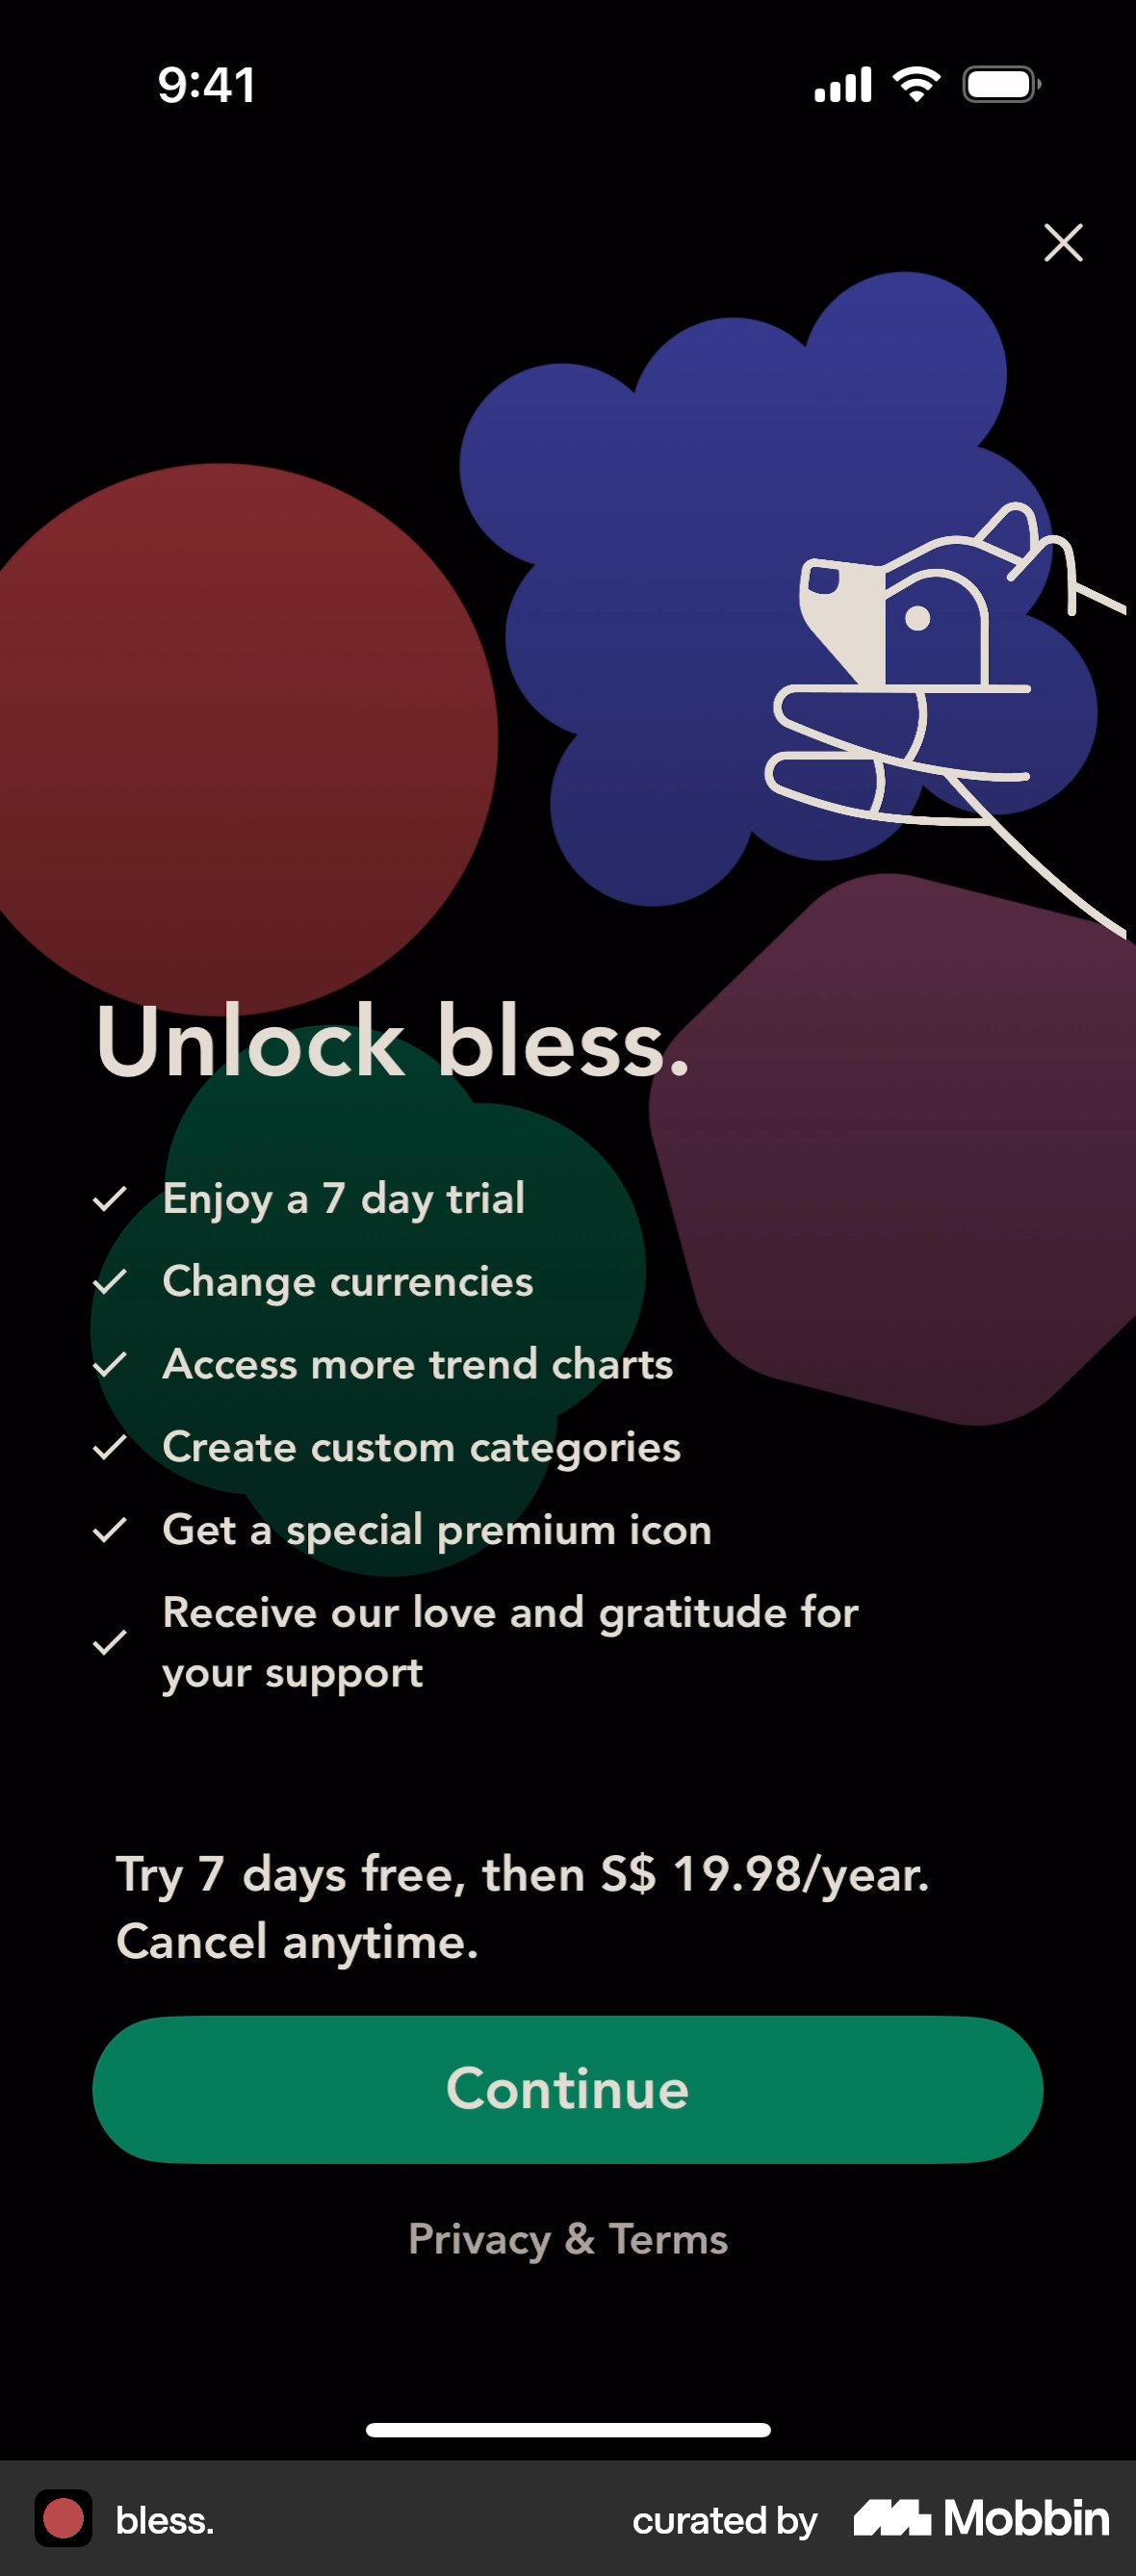 9:41
Unlock bless.
Enjoy a 7 day trial
Change currencies
Access more trend charts
Create custom categories
Get a special premium icon
Receive our love and gratitude for
your support
Try 7 days free, then S$ 19.98/year.
Cancel anytime.
Continue
Privacy & Terms
bless.
curated by Mobbin